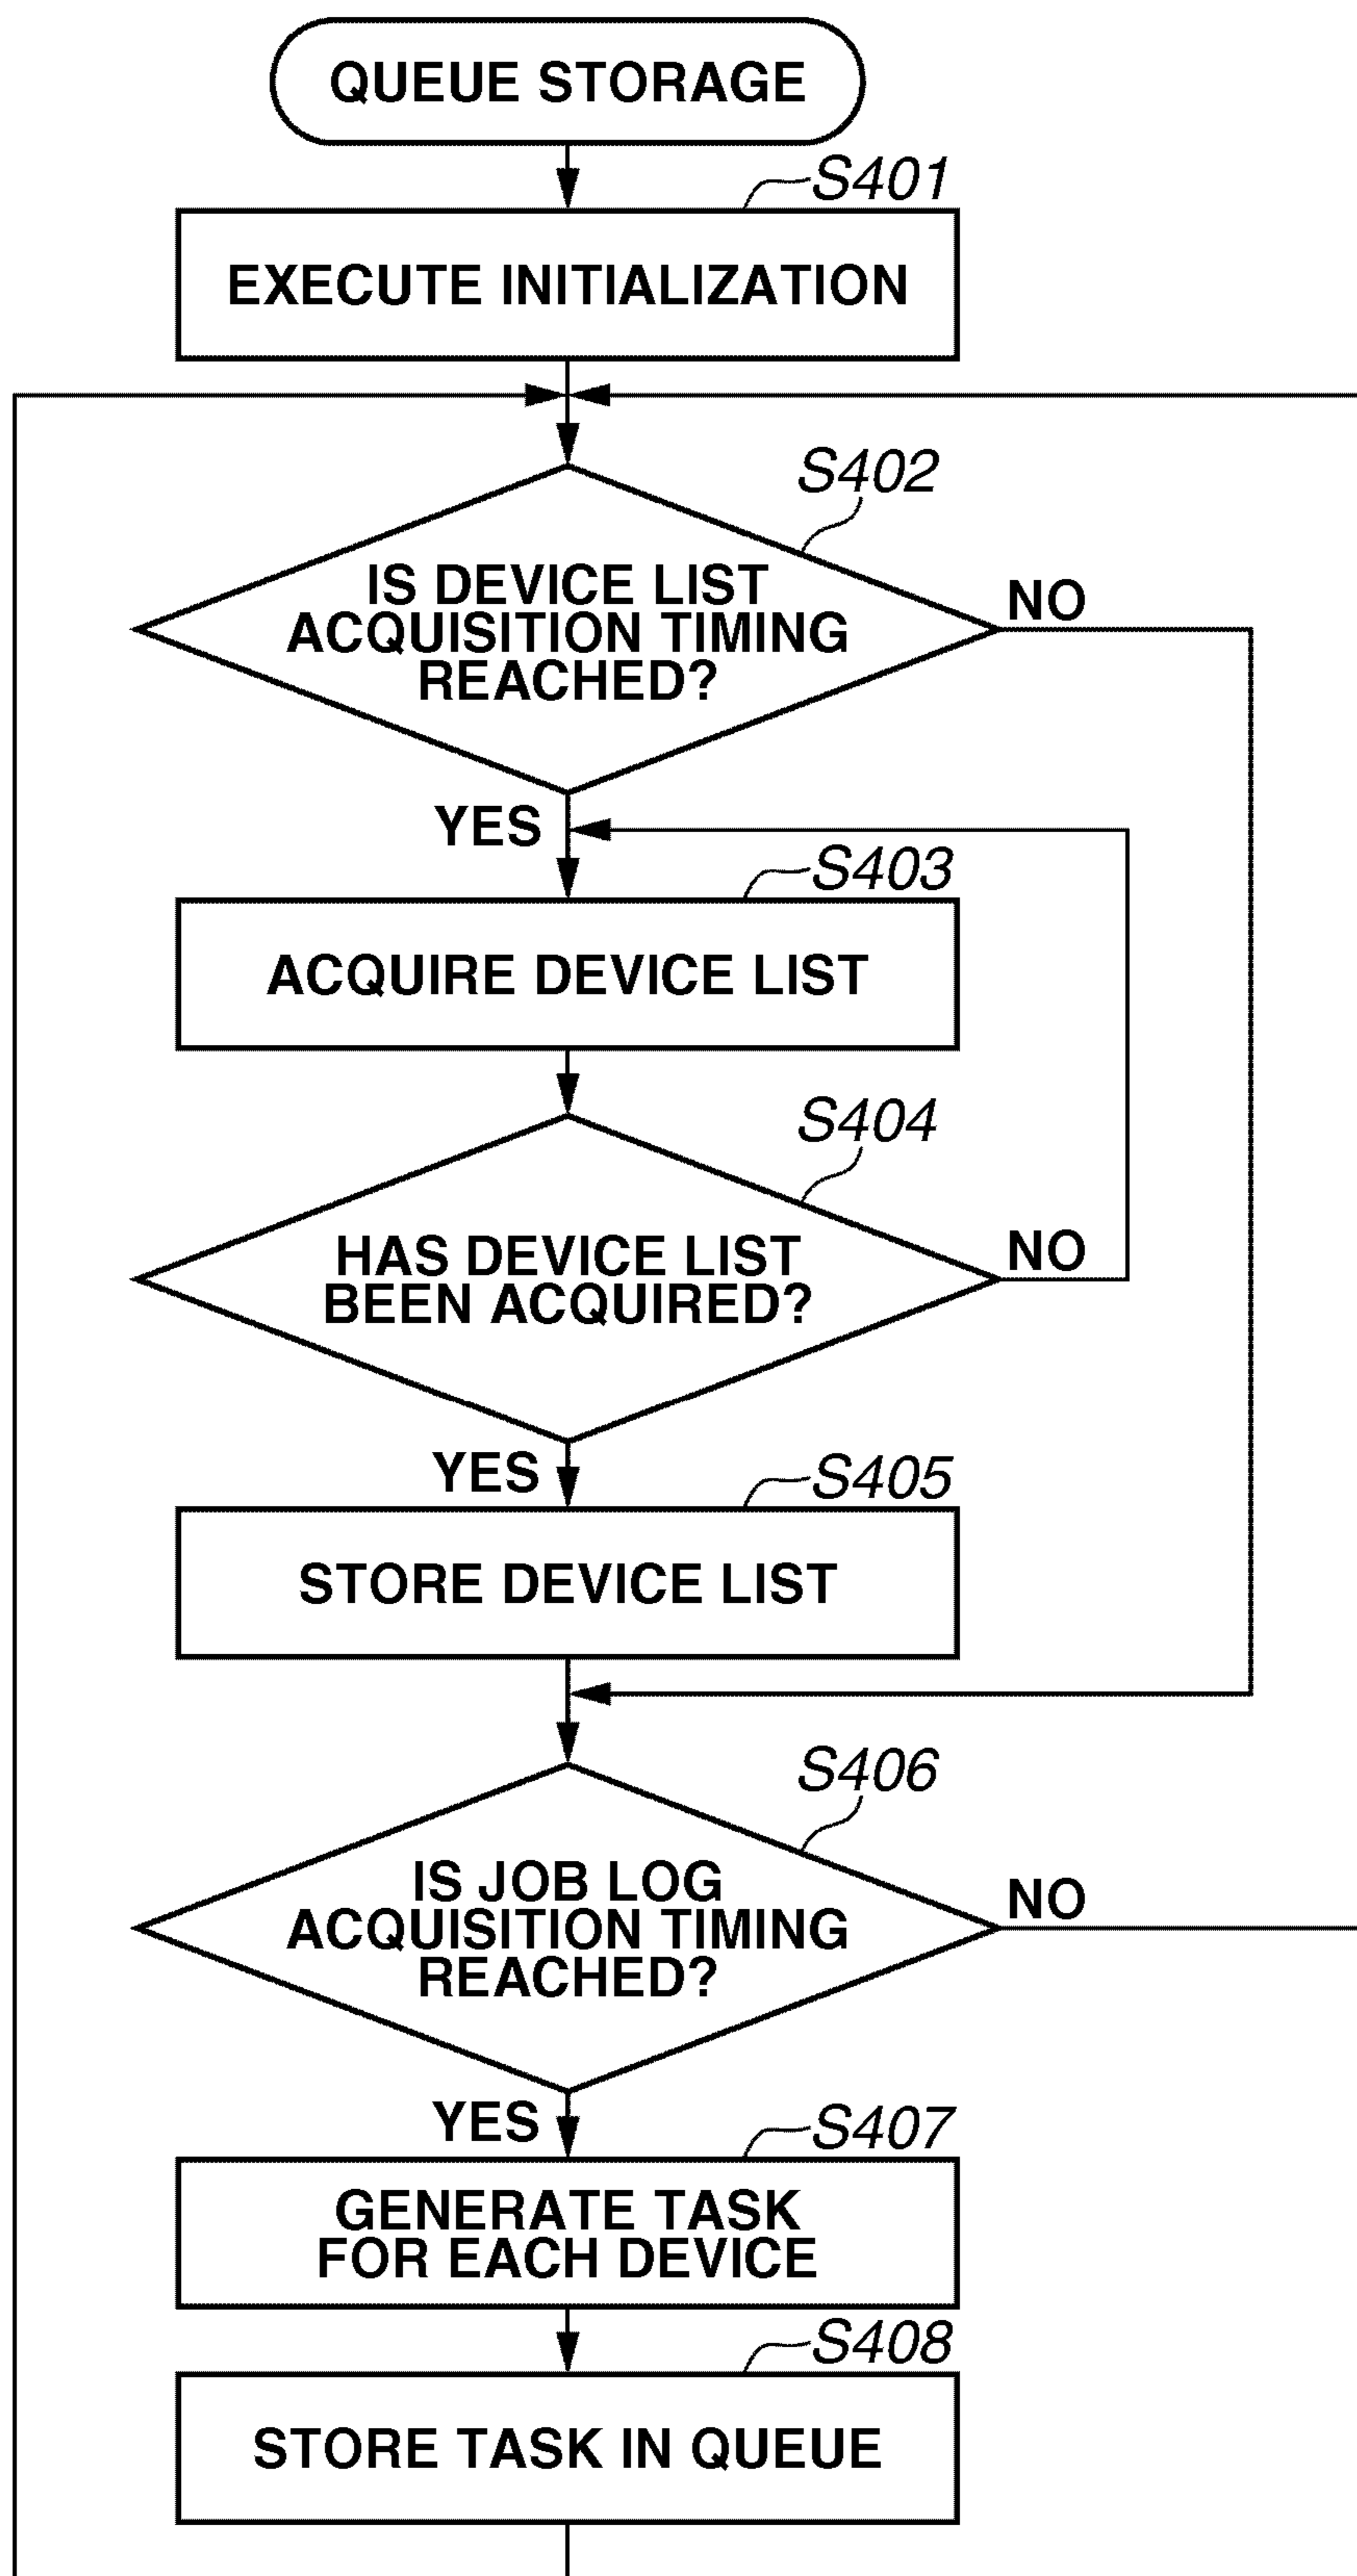 QUEUE STORAGE
S401
EXECUTE INITIALIZATION
S402
IS DEVICE LIST
ACQUISITION TIMING
REACHED?
NO
YES
S403
ACQUIRE DEVICE LIST
S404
HAS DEVICE LIST
BEEN ACQUIRED?
NO
YES
S405
STORE DEVICE LIST
S406
IS JOB LOG
ACQUISITION TIMING
REACHED?
NO
YES
S407
GENERATE TASK
FOR EACH DEVICE
S408
STORE TASK IN QUEUE